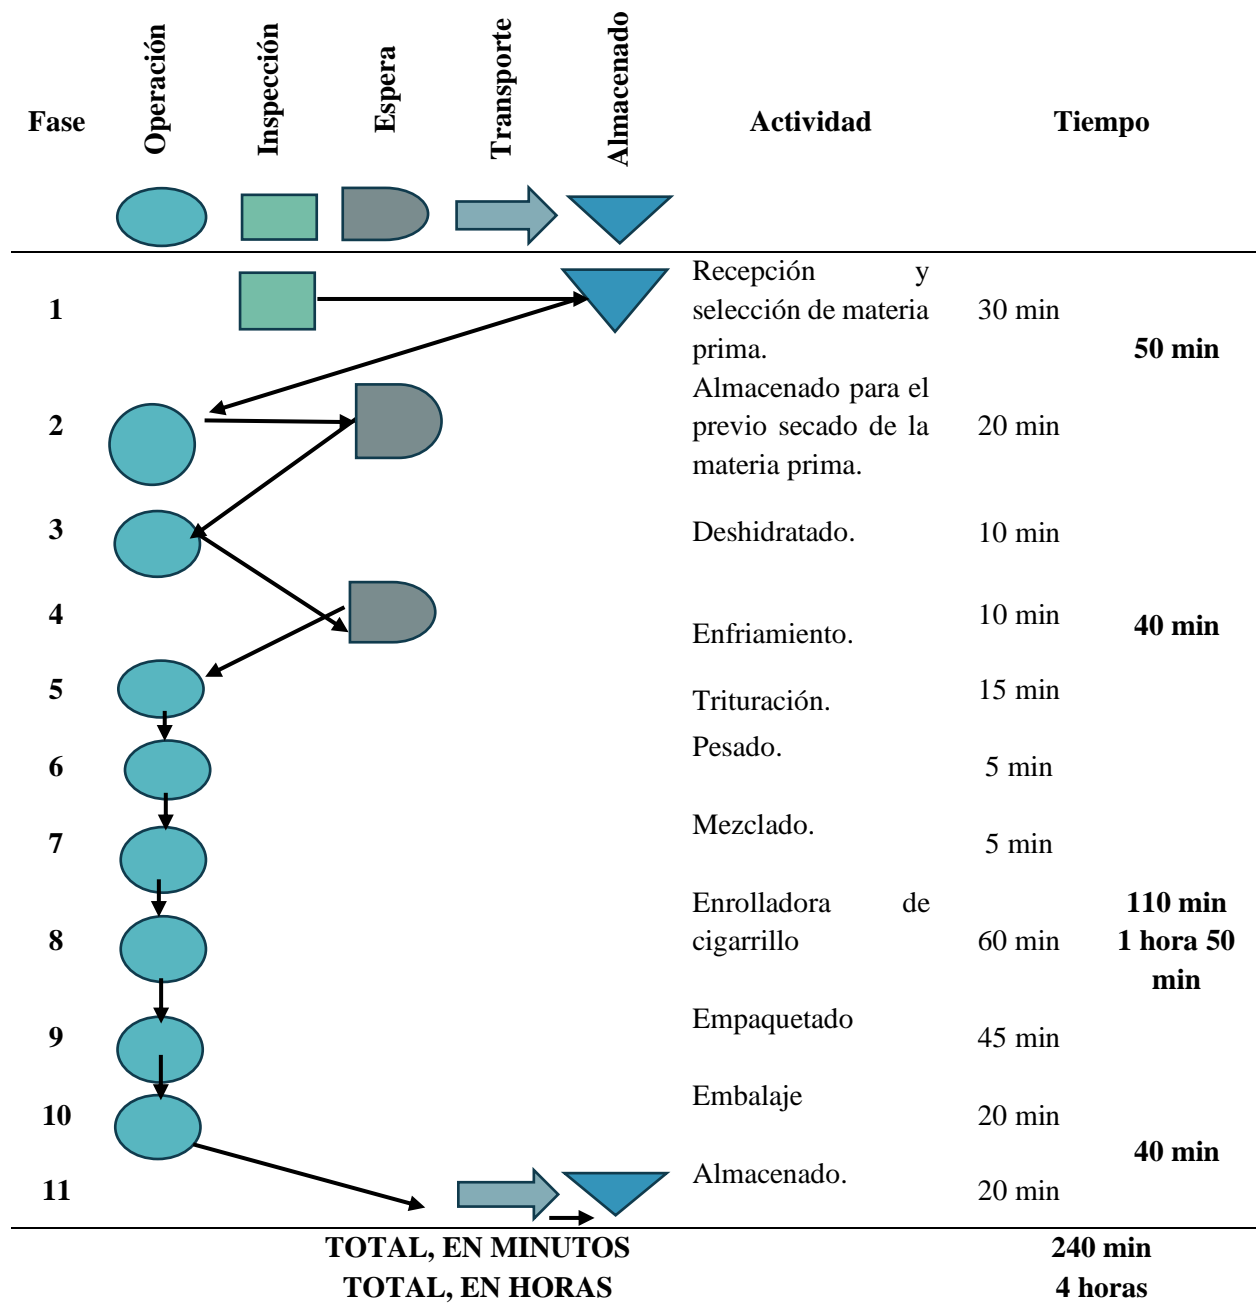 Fase
Operación
Inspección
Espera
Transporte
Almacenado
Actividad
Tiempo
1
Recepción y
selección de materia
prima.
30 min
50 min
2
Almacenado para el
previo secado de la
materia prima.
20 min
3
Deshidratado.
10 min
4
Enfriamiento.
10 min
40 min
5
Trituración.
15 min
6
Pesado.
5 min
7
Mezclado.
5 min
8
Enrolladora de
cigarrillo
60 min
110 min
1 hora 50
min
9
Empaquetado
45 min
10
Embalaje
20 min
40 min
11
Almacenado.
20 min
TOTAL, EN MINUTOS
240 min
TOTAL, EN HORAS
4 horas